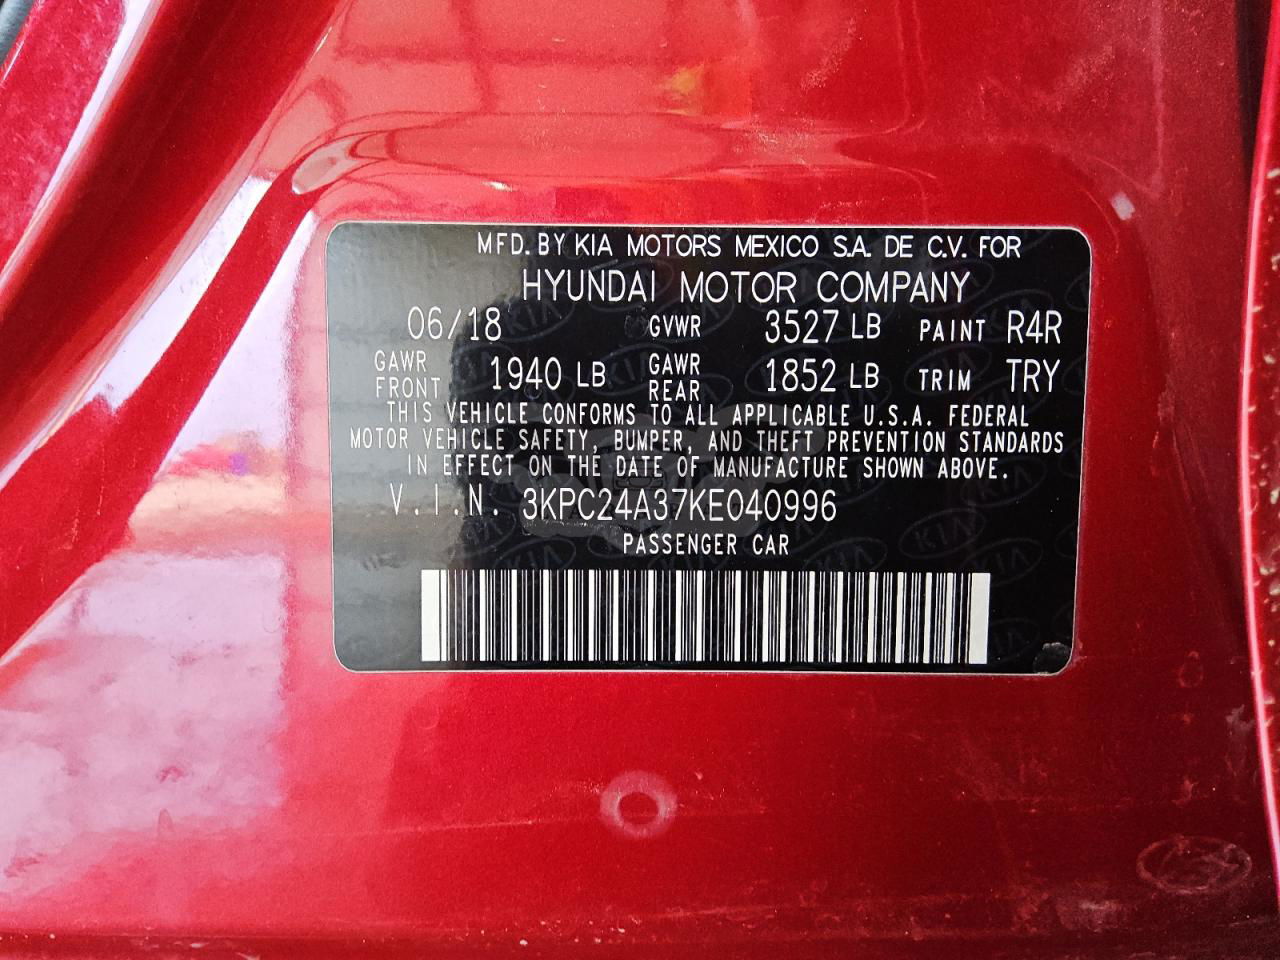 MFD. BY KIA MOTORS MEXICO S.A. DE C.V. FOR
HYUNDAI MOTOR COMPANY
06/18 GVWR 3527 LB PAINT R4R
GAWR FRONT 1940 LB GAWR REAR 1852 LB TRIM TRY
THIS VEHICLE CONFORMS TO ALL APPLICABLE U.S.A. FEDERAL
MOTOR VEHICLE SAFETY, BUMPER, AND THEFT PREVENTION STANDARDS
IN EFFECT ON THE DATE OF MANUFACTURE SHOWN ABOVE.
V.I.N. 3KPC24A37KE040996
PASSENGER CAR